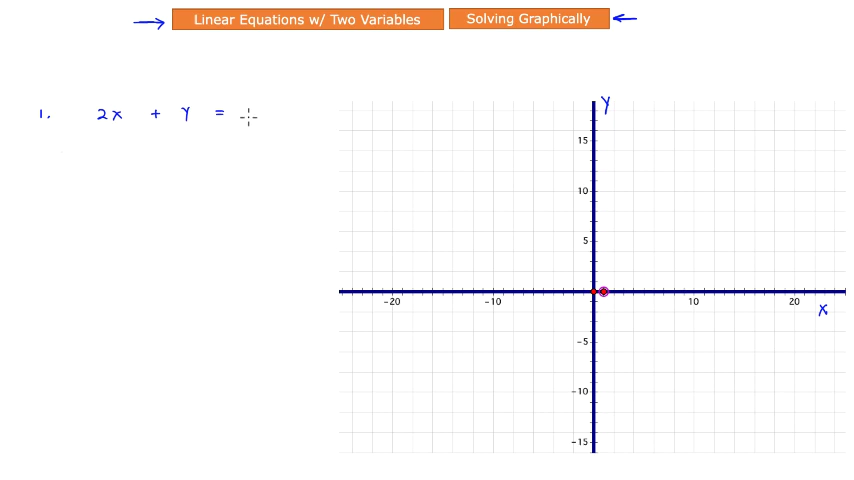 Linear Equations w/ Two Variables Solving Graphically
1. 2x + y =
y
15
10
5
-20 -10 10 20
x
-5
-10
-15